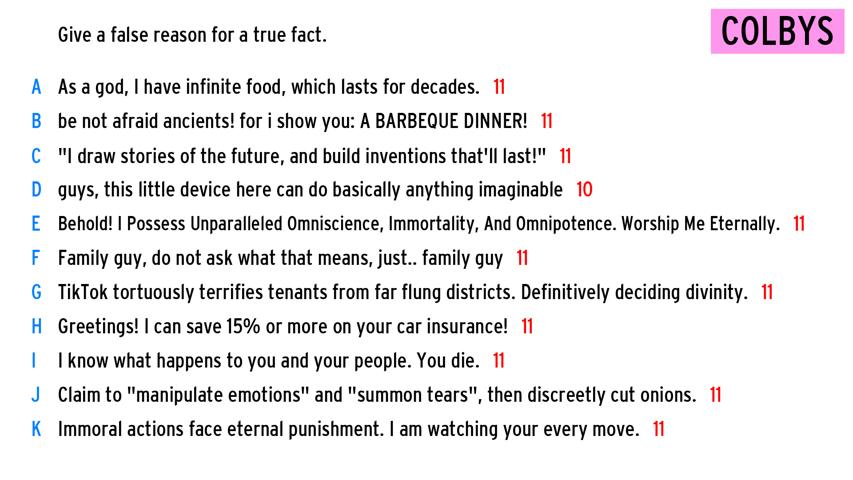 Give a false reason for a true fact.
COLBYS
A As a god, I have infinite food, which lasts for decades. 11
B be not afraid ancients! for i show you: A BARBEQUE DINNER! 11
C "I draw stories of the future, and build inventions that'll last!" 11
D guys, this little device here can do basically anything imaginable 10
E Behold! I Possess Unparalleled Omniscience, Immortality, And Omnipotence. Worship Me Eternally. 11
F Family guy, do not ask what that means, just.. family guy 11
G TikTok tortuously terrifies tenants from far flung districts. Definitively deciding divinity. 11
H Greetings! I can save 15% or more on your car insurance! 11
I I know what happens to you and your people. You die. 11
J Claim to "manipulate emotions" and "summon tears", then discreetly cut onions. 11
K Immoral actions face eternal punishment. I am watching your every move. 11